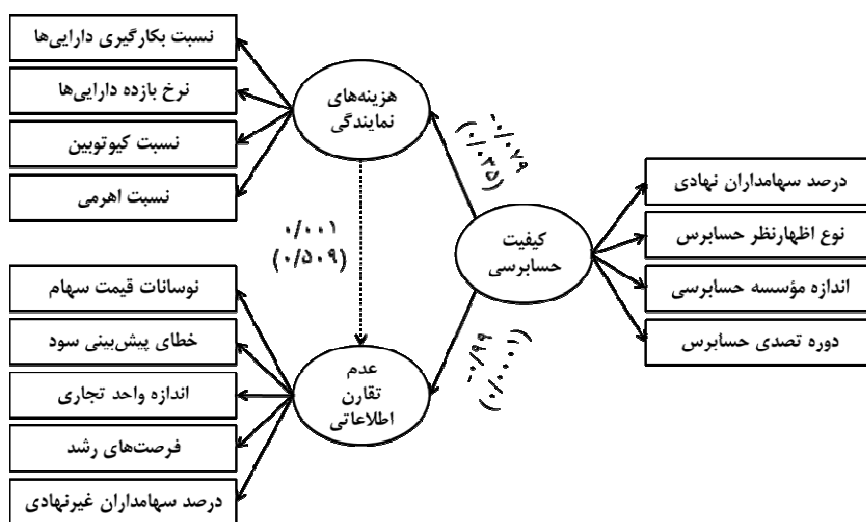 درصد سهامداران نهادی
نوع اظهارنظر حسابرس
اندازه مؤسسه حسابرسی
دوره تصدی حسابرس
کیفیت
حسابرسی
-۰/۰۷۹
(۰/۰۳۵)
-۰/۹۹
(۰/۰۰۰۱)
هزینه‌های
نمایندگی
۰/۰۰۱
(۰/۵۰۹)
عدم
تقارن
اطلاعاتی
نسبت بکارگیری دارایی‌ها
نرخ بازده دارایی‌ها
نسبت کیوتوبین
نسبت اهرمی
نوسانات قیمت سهام
خطای پیش‌بینی سود
اندازه واحد تجاری
فرصت‌های رشد
درصد سهامداران غیرنهادی